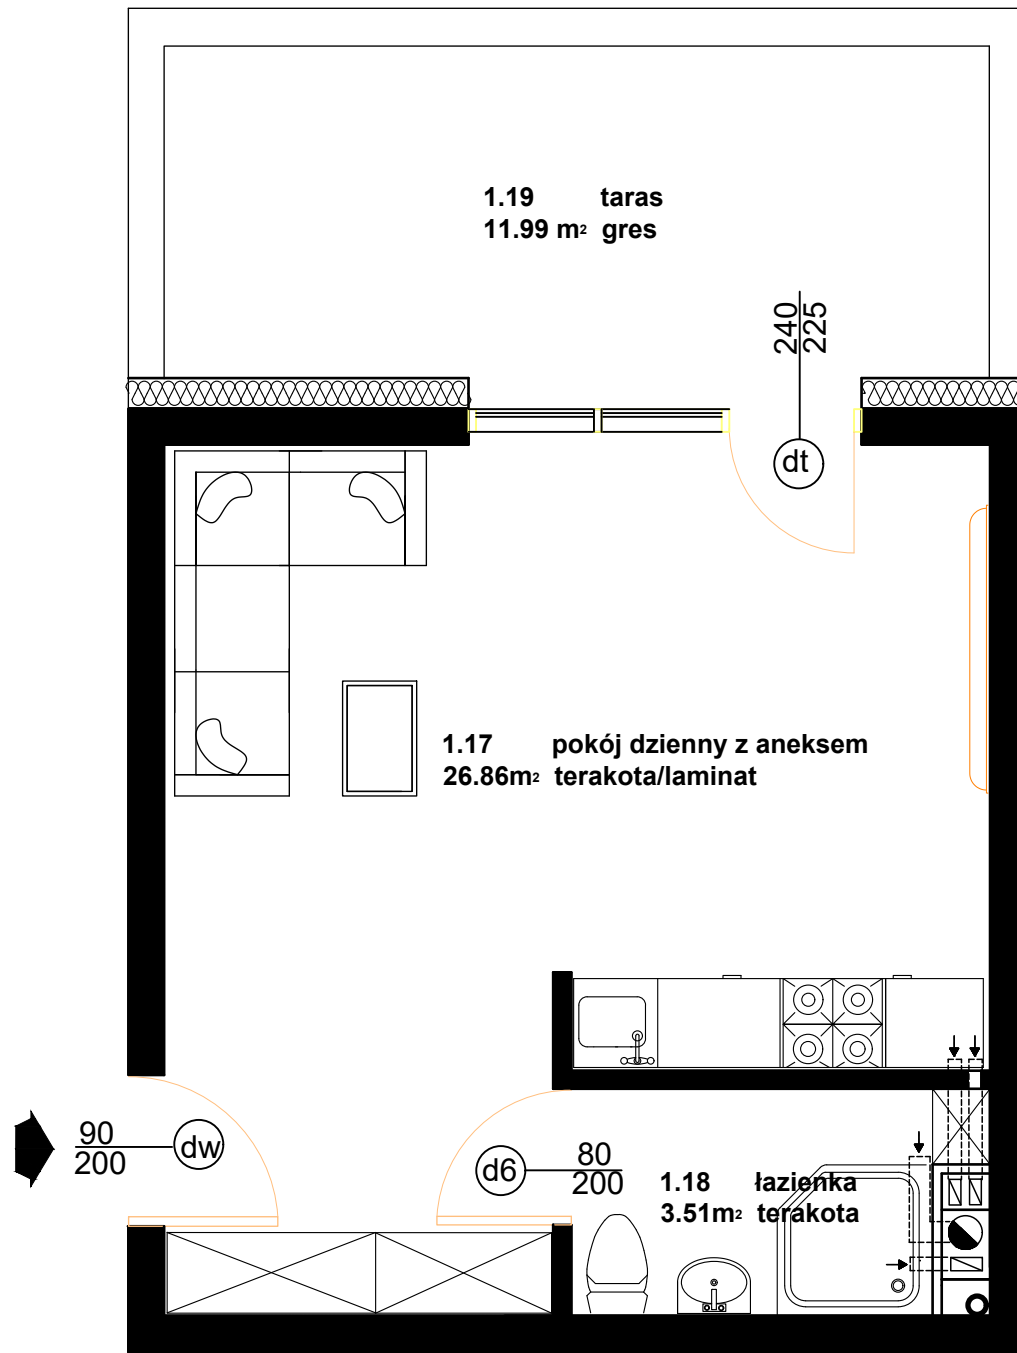 1.19 taras
11.99 m² gres
240
225
dt
1.17 pokój dzienny z aneksem
26.86m² terakota/laminat
90
200
dw
d6
80
200
1.18 łazienka
3.51m² terakota